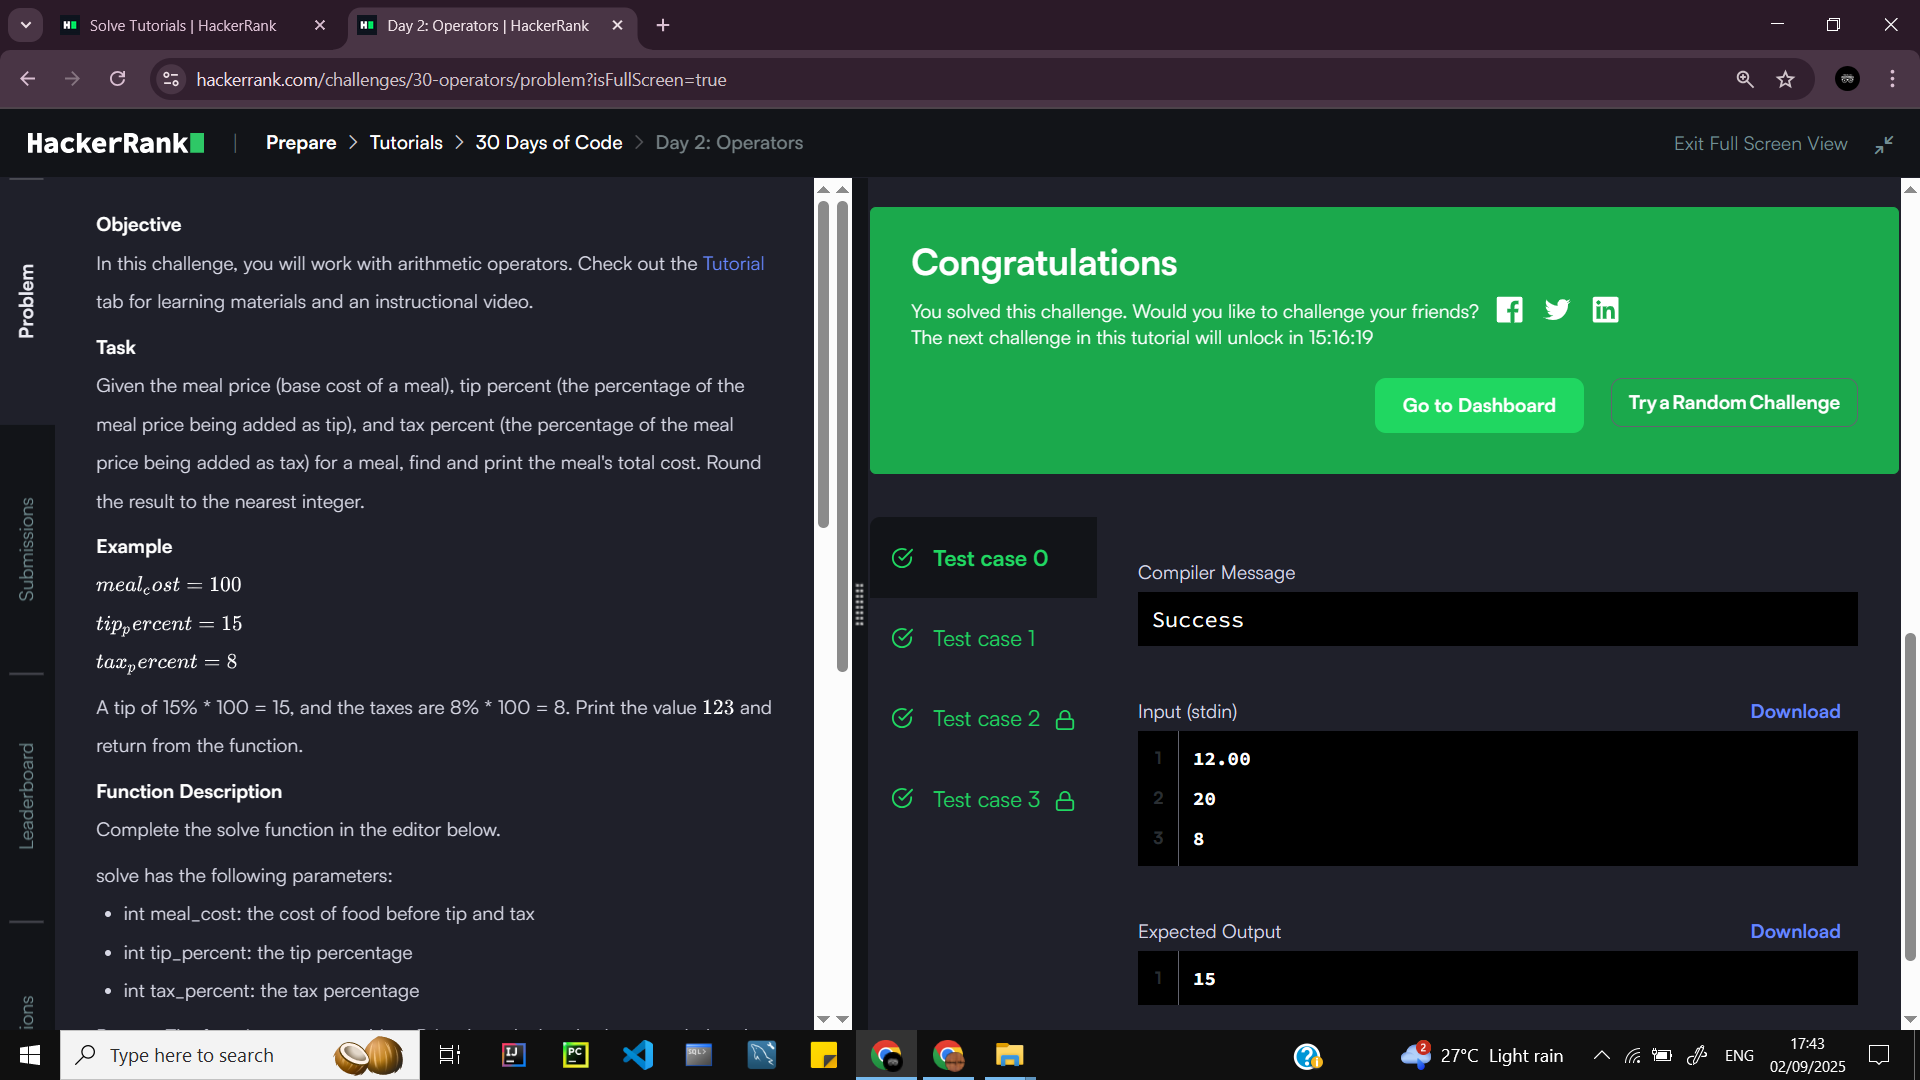 Solve Tutorials | HackerRank
Day 2: Operators | HackerRank
hackerrank.com/challenges/30-operators/problem?isFullScreen=true
HackerRank
Prepare > Tutorials > 30 Days of Code > Day 2: Operators
Exit Full Screen View
Problem
Submissions
Leaderboard
Objective
In this challenge, you will work with arithmetic operators. Check out the Tutorial
tab for learning materials and an instructional video.
Task
Given the meal price (base cost of a meal), tip percent (the percentage of the
meal price being added as tip), and tax percent (the percentage of the meal
price being added as tax) for a meal, find and print the meal's total cost. Round
the result to the nearest integer.
Example
meal_cost = 100
tip_percent = 15
tax_percent = 8
A tip of 15% * 100 = 15, and the taxes are 8% * 100 = 8. Print the value 123 and
return from the function.
Function Description
Complete the solve function in the editor below.
solve has the following parameters:
• int meal_cost: the cost of food before tip and tax
• int tip_percent: the tip percentage
• int tax_percent: the tax percentage
Congratulations
You solved this challenge. Would you like to challenge your friends?
The next challenge in this tutorial will unlock in 15:16:19
Go to Dashboard
Try a Random Challenge
Test case 0
Test case 1
Test case 2
Test case 3
Compiler Message
Success
Input (stdin)
Download
1 12.00
2 20
3 8
Expected Output
Download
1 15
Type here to search
IJ
PC
SQL>
2
27°C Light rain
ENG
17:43
02/09/2025